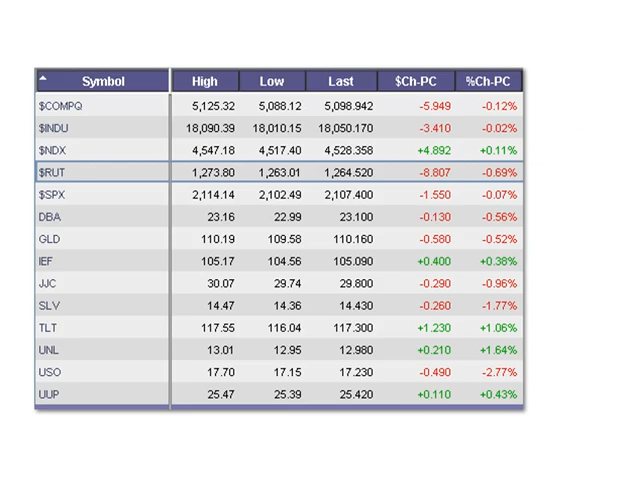 Symbol High Low Last $Ch-PC %Ch-PC
$COMPQ 5,125.32 5,088.12 5,098.942 -5.949 -0.12%
$INDU 18,090.39 18,010.15 18,050.170 -3.410 -0.02%
$NDX 4,547.18 4,517.40 4,528.358 +4.892 +0.11%
$RUT 1,273.80 1,263.01 1,264.520 -8.807 -0.69%
$SPX 2,114.14 2,102.49 2,107.400 -1.550 -0.07%
DBA 23.16 22.99 23.100 -0.130 -0.56%
GLD 110.19 109.58 110.160 -0.580 -0.52%
IEF 105.17 104.56 105.090 +0.400 +0.38%
JJC 30.07 29.74 29.800 -0.290 -0.96%
SLV 14.47 14.36 14.430 -0.260 -1.77%
TLT 117.55 116.04 117.300 +1.230 +1.06%
UNL 13.01 12.95 12.980 +0.210 +1.64%
USO 17.70 17.15 17.230 -0.490 -2.77%
UUP 25.47 25.39 25.420 +0.110 +0.43%